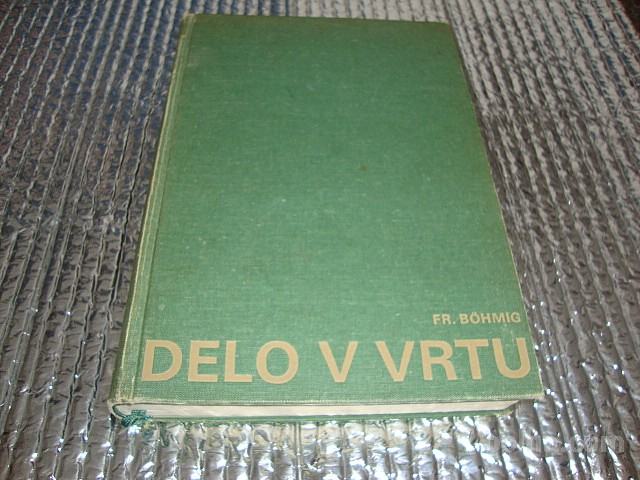 FR. BÖHMIG
DELO V VRTU